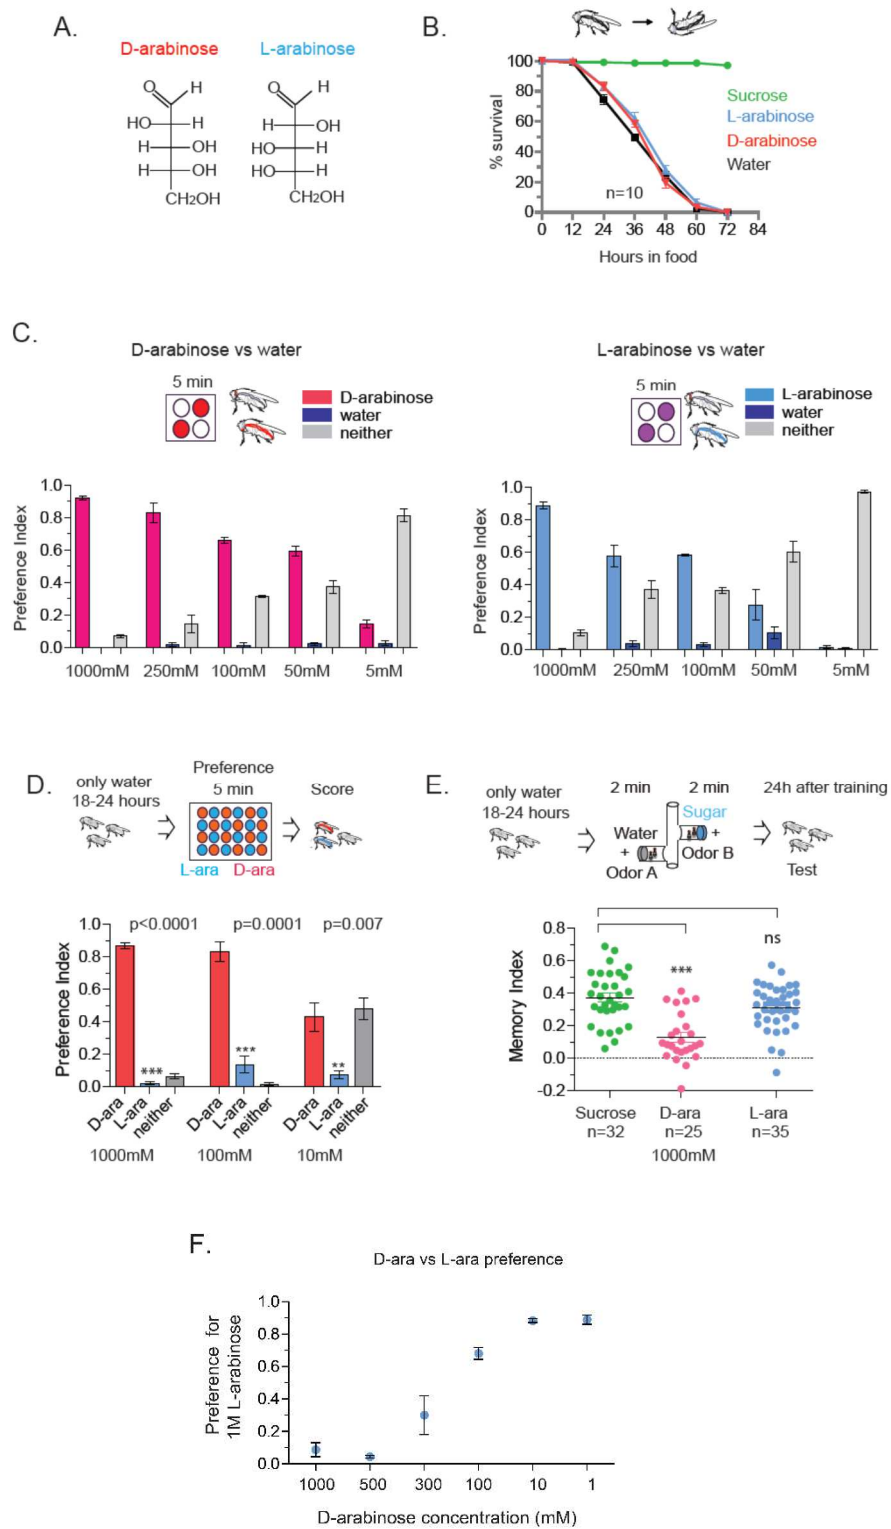 A.
D-arabinose
L-arabinose
O H
HO H
H OH
H OH
CH2OH
O H
H OH
HO H
HO H
CH2OH
B.
% survival
100
80
60
40
20
0
n=10
Sucrose
L-arabinose
D-arabinose
Water
0 12 24 36 48 60 72 84
Hours in food
C.
D-arabinose vs water
5 min
D-arabinose
water
neither
Preference Index
1.0
0.8
0.6
0.4
0.2
0.0
1000mM 250mM 100mM 50mM 5mM
L-arabinose vs water
5 min
L-arabinose
water
neither
Preference Index
1.0
0.8
0.6
0.4
0.2
0.0
1000mM 250mM 100mM 50mM 5mM
D.
only water
18-24 hours
Preference
5 min
L-ara D-ara
Score
Preference Index
1.0
0.8
0.6
0.4
0.2
0.0
p<0.0001 p=0.0001 p=0.007
*** *** **
D-ara L-ara neither D-ara L-ara neither D-ara L-ara neither
1000mM 100mM 10mM
E.
only water
18-24 hours
2 min 2 min
Water
+
Odor A
Sugar
+
Odor B
24h after training
Test
Memory Index
0.8
0.6
0.4
0.2
0.0
-0.2
***
ns
Sucrose D-ara L-ara
n=32 n=25 n=35
1000mM
F.
D-ara vs L-ara preference
Preference for
1M L-arabinose
1.0
0.8
0.6
0.4
0.2
0.0
1000 500 300 100 10 1
D-arabinose concentration (mM)